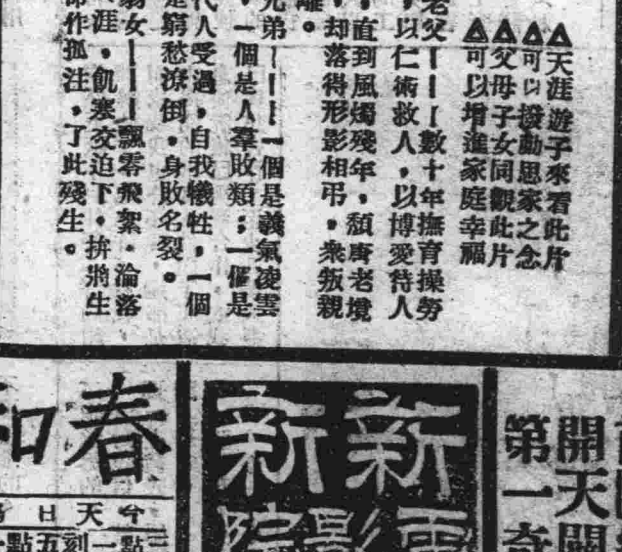 △天涯遊子來看此片
△可以撥動思家之念
△父母子女同觀此片
△可以增進家庭幸福
老父———數十年撫育操勞
，以仁術救人，以博愛待人
，直到風燭殘年，頹唐老境
，却落得形影相弔，衆叛親
離。
兄弟———一個是義氣凌雲
，一個是人羣敗類；一個是
代人受過，自我犧牲，一個
是窮愁潦倒，身敗名裂。
弱女———飄零飛絮，淪落
涯，飢寒交迫下，拚將生
命作孤注，了此殘生。
開天闢
第一奇
新新
影院
春和
今天日